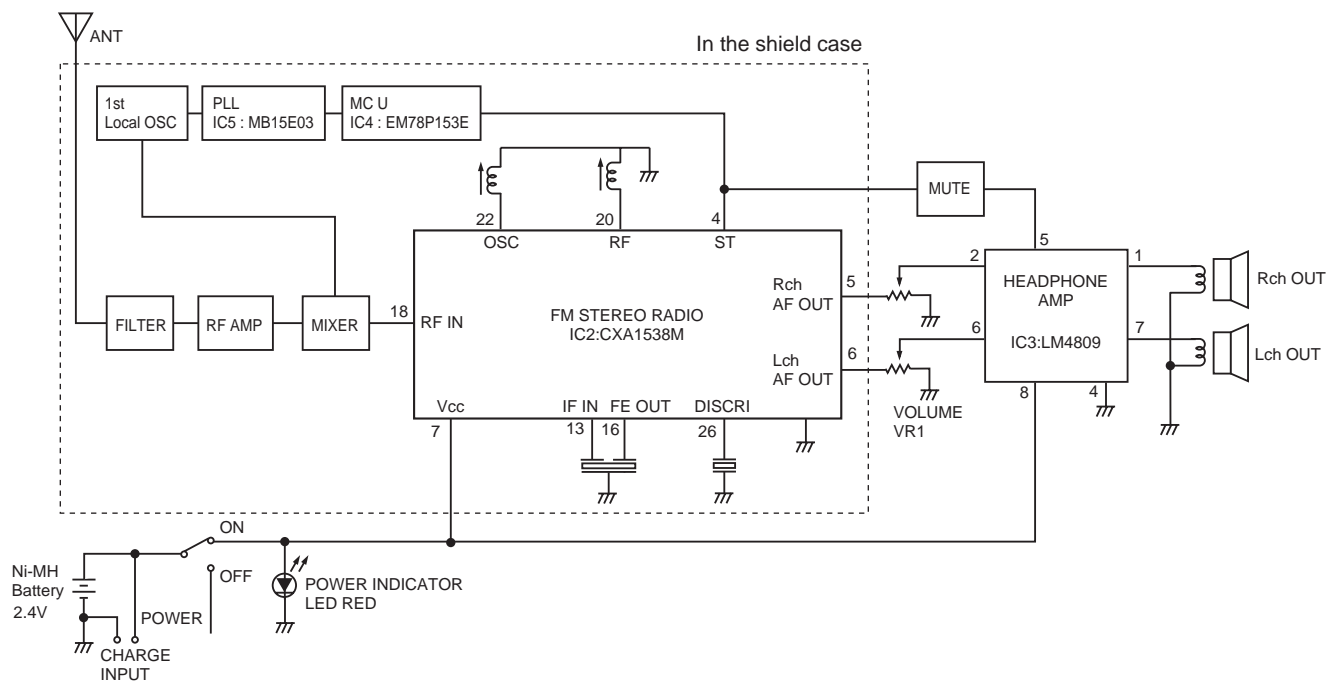 ANT
In the shield case
1st
Local OSC
PLL
IC5 : MB15E03
MC U
IC4 : EM78P153E
MUTE
22
20
4
OSC
RF
ST
5
2
1
HEADPHONE
AMP
Rch OUT
FILTER
RF AMP
MIXER
18
RF IN
FM STEREO RADIO
IC2:CXA1538M
Rch
AF OUT
5
6
7
IC3:LM4809
Lch OUT
Lch
AF OUT
6
8
4
Vcc
IF IN
FE OUT
DISCRI
VOLUME
VR1
7
13
16
26
ON
OFF
Ni-MH
Battery
2.4V
POWER
POWER INDICATOR
LED RED
CHARGE
INPUT